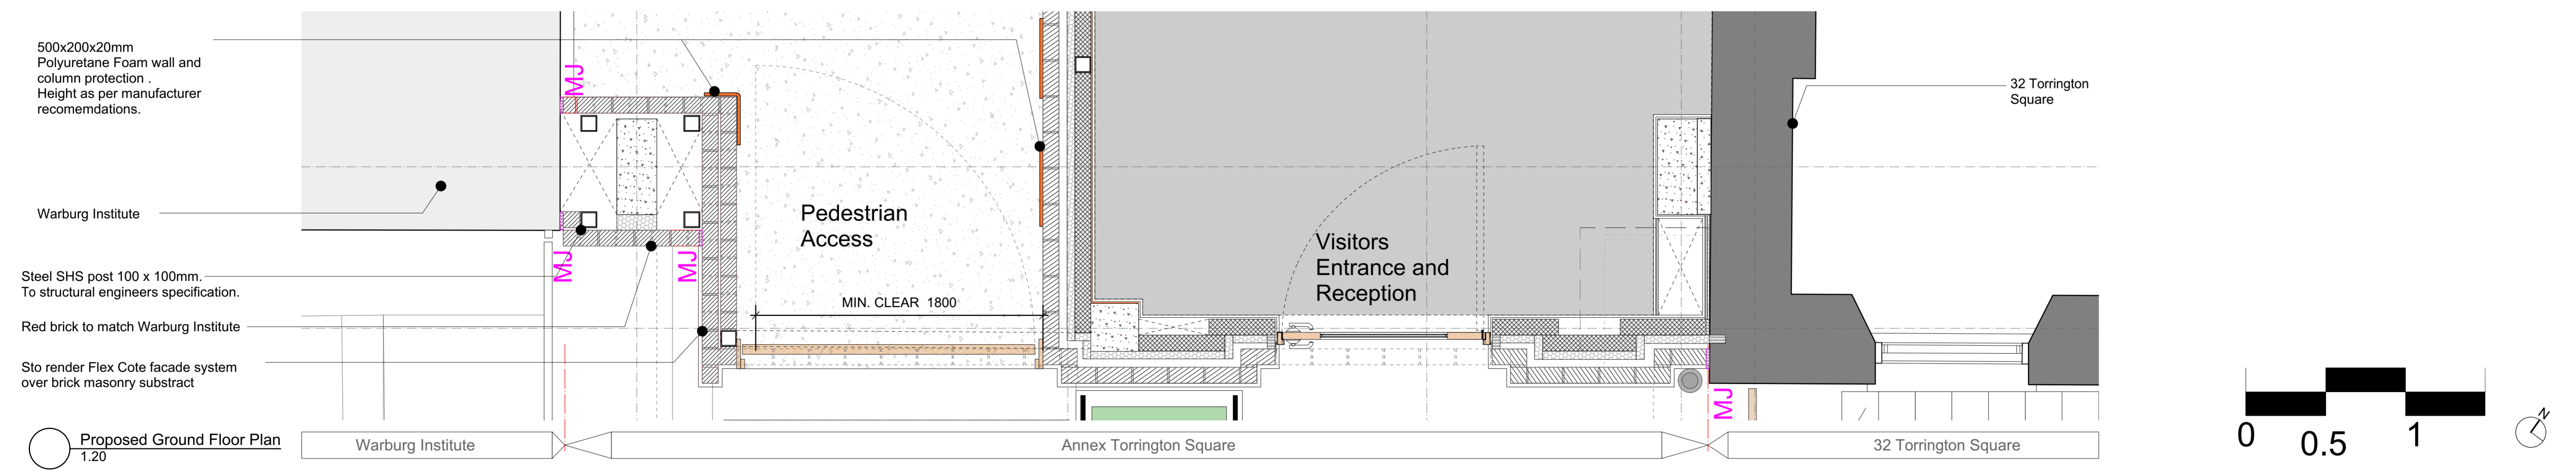 500x200x20mm
Polyuretane Foam wall and
column protection .
Height as per manufacturer
recomemdations.
Warburg Institute
Steel SHS post 100 x 100mm.
To structural engineers specification.
Red brick to match Warburg Institute
Sto render Flex Cote facade system
over brick masonry substract
MJ
MJ
MJ
Pedestrian
Access
MIN. CLEAR 1800
Visitors
Entrance and
Reception
32 Torrington
Square
MJ
Proposed Ground Floor Plan
1.20
Warburg Institute
Annex Torrington Square
32 Torrington Square
0 0.5 1
N